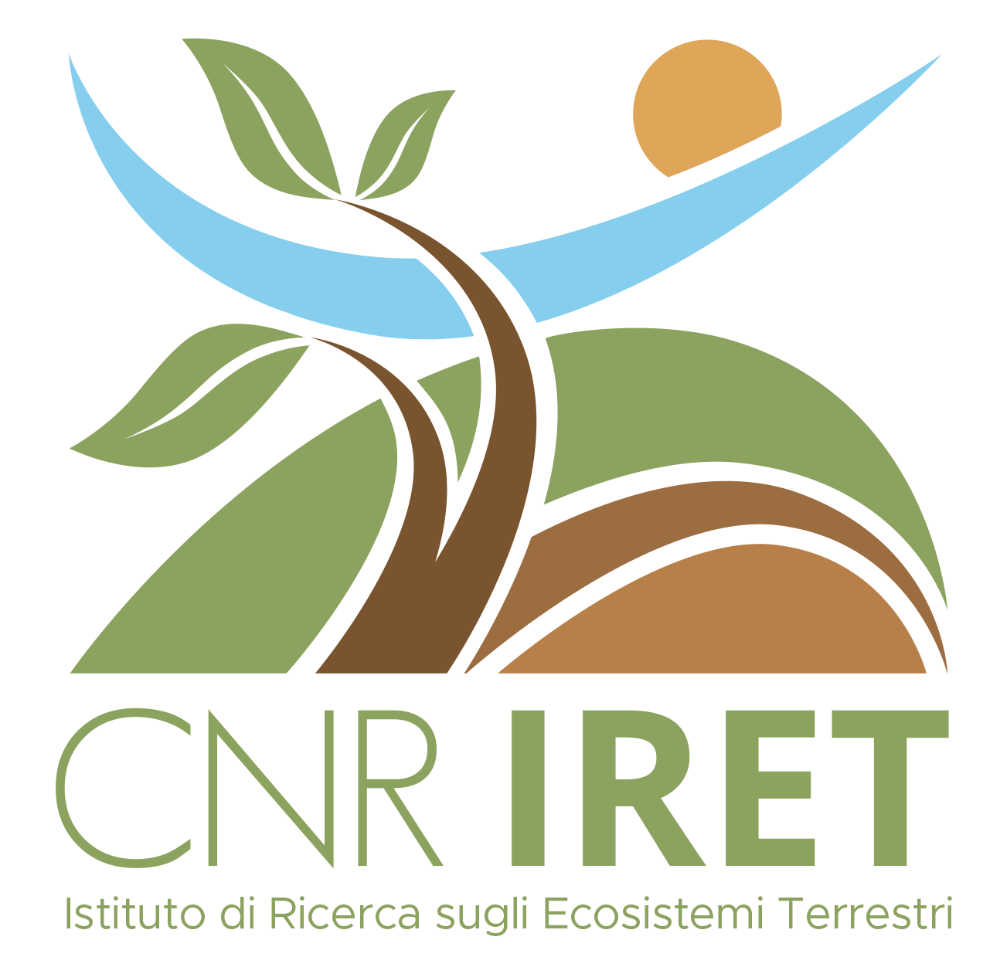 CNR IRET
Istituto di Ricerca sugli Ecosistemi Terrestri